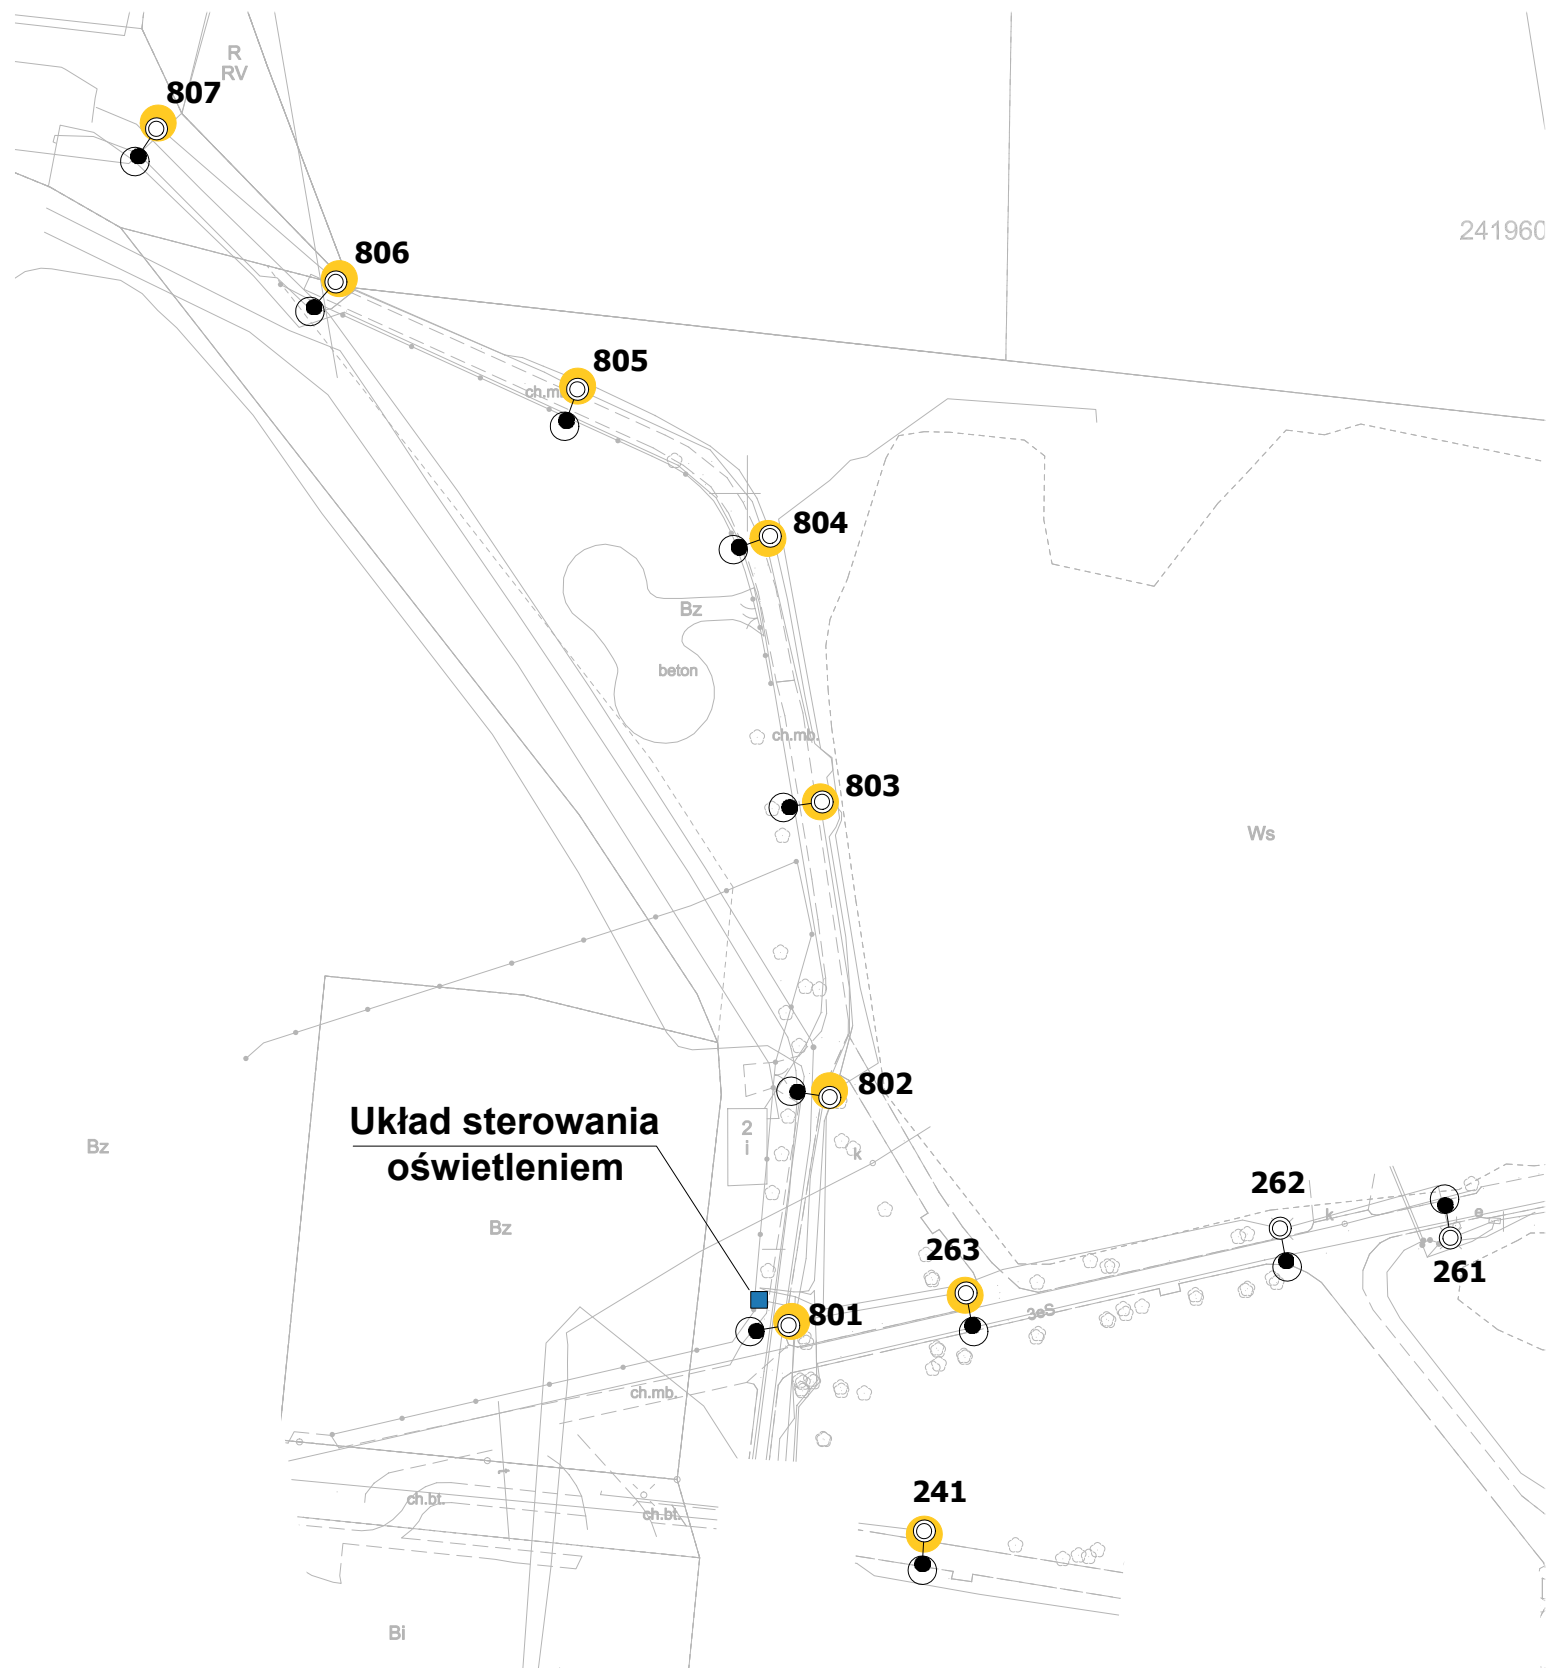 R
RV
807
241960
806
805
ch.m
804
Bz
beton
ch.mb.
803
Ws
802
Układ sterowania
oświetleniem
2
i
k
Bz
Bz
262
k
e
263
261
3eS
801
ch.mb.
241
ch.bt.
ch.bt.
Bi